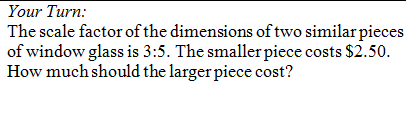 Your Turn:
The scale factor of the dimensions of two similar pieces
of window glass is 3:5. The smaller piece costs $2.50.
How much should the larger piece cost?